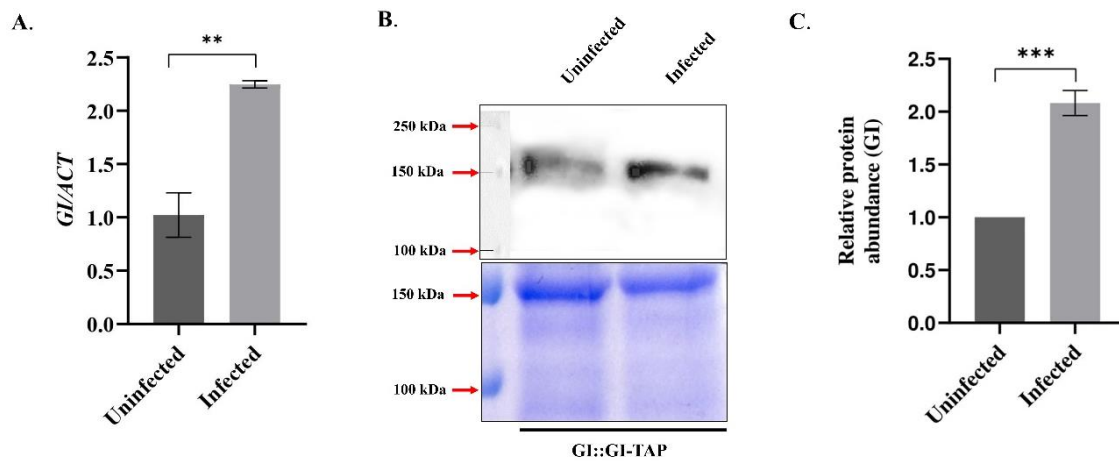 A.
**
2.5
2.0
1.5
1.0
0.5
0.0
GI/ACT
Uninfected
Infected
B.
Uninfected
Infected
250 kDa
150 kDa
100 kDa
150 kDa
100 kDa
GI::GI-TAP
C.
***
2.5
2.0
1.5
1.0
0.5
0.0
Relative protein
abundance (GI)
Uninfected
Infected